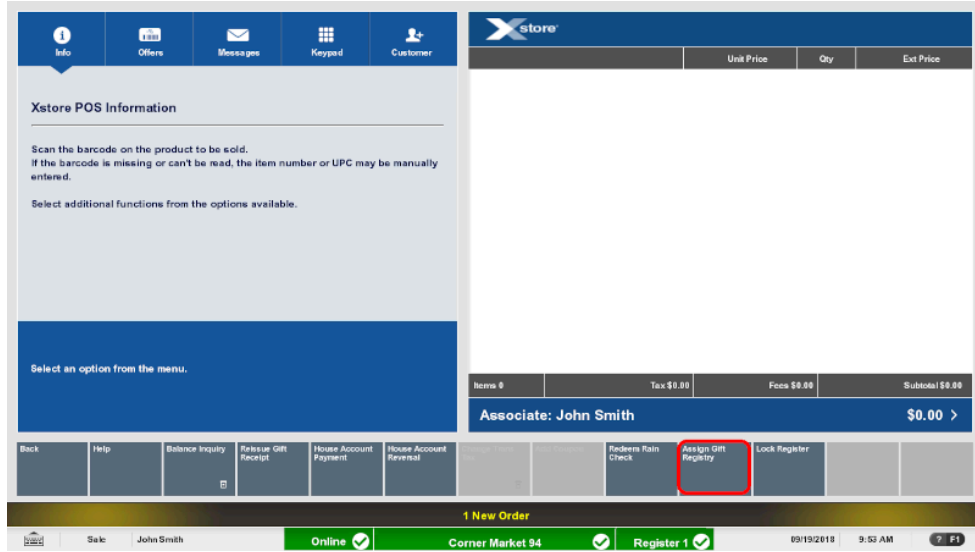 Info
Offers
Messages
Keypad
Customer
Xstore POS Information
Scan the barcode on the product to be sold.
If the barcode is missing or can't be read, the item number or UPC may be manually
entered.
Select additional functions from the options available.
Select an option from the menu.
Xstore
Unit Price Qty Ext Price
Items 0 Tax $0.00 Fees $0.00 Subtotal $0.00
Associate: John Smith $0.00 >
Back
Help
Balance Inquiry
Reissue Gift
Receipt
House Account
Payment
House Account
Reversal
Redeem Rain
Check
Assign Gift
Registry
Lock Register
1 New Order
Sale John Smith Online Corner Market 94 Register 1 09/19/2018 9:53 AM ? F1